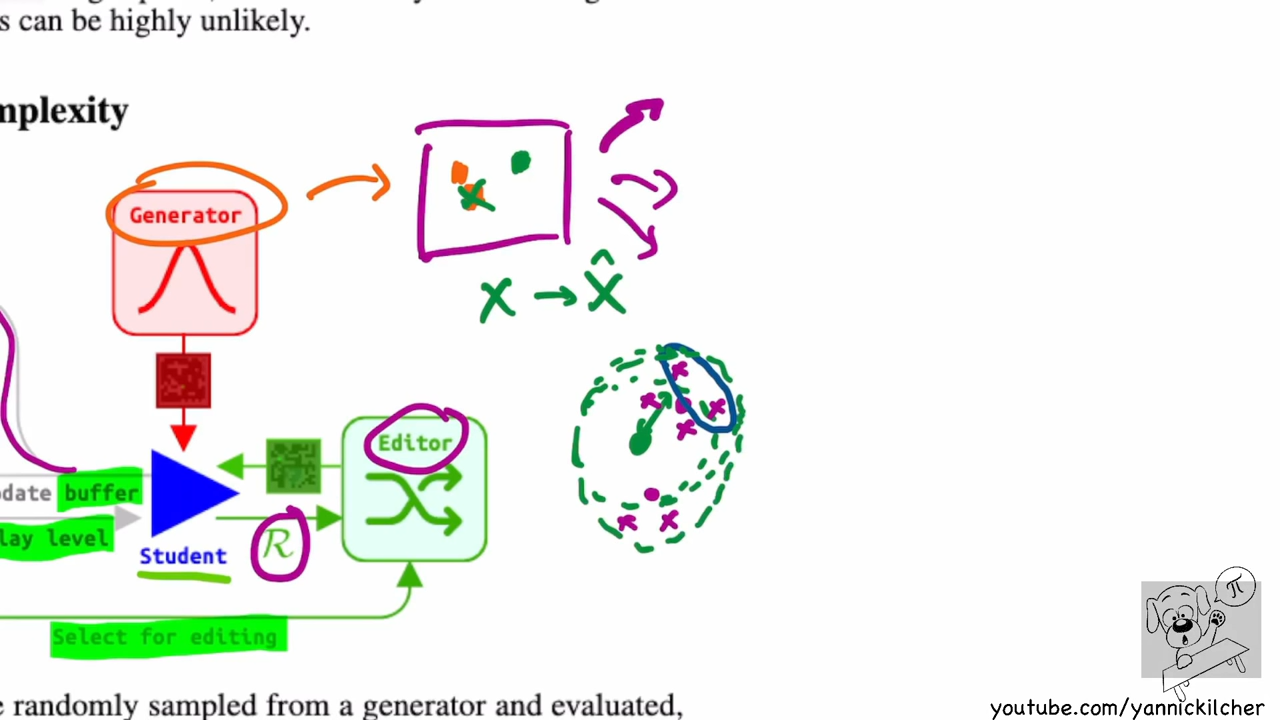 s can be highly unlikely.
mplexity
Generator
X → X̂
Editor
date buffer
lay level
R
Student
Select for editing
π
e randomly sampled from a generator and evaluated,
youtube.com/yannickilcher